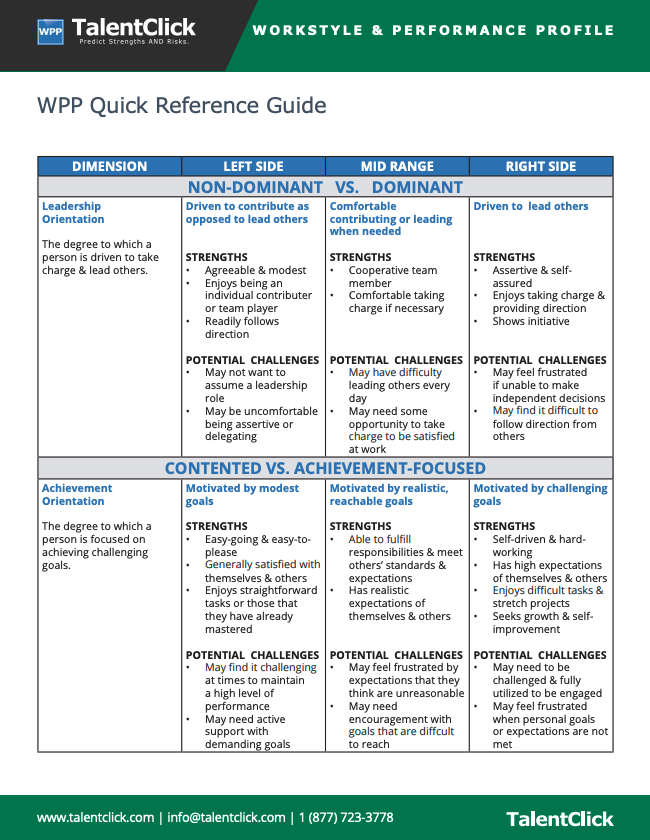 WPP
TalentClick
Predict Strengths AND Risks.
WORKSTYLE & PERFORMANCE PROFILE
WPP Quick Reference Guide
DIMENSION LEFT SIDE MID RANGE RIGHT SIDE
NON-DOMINANT VS. DOMINANT
Leadership
Orientation
The degree to which a
person is driven to take
charge & lead others.
Driven to contribute as
opposed to lead others
STRENGTHS
• Agreeable & modest
• Enjoys being an
individual contributer
or team player
• Readily follows
direction
POTENTIAL CHALLENGES
• May not want to
assume a leadership
role
• May be uncomfortable
being assertive or
delegating
Comfortable
contributing or leading
when needed
STRENGTHS
• Cooperative team
member
• Comfortable taking
charge if necessary
POTENTIAL CHALLENGES
• May have difficulty
leading others every
day
• May need some
opportunity to take
charge to be satisfied
at work
Driven to lead others
STRENGTHS
• Assertive & self-
assured
• Enjoys taking charge &
providing direction
• Shows initiative
POTENTIAL CHALLENGES
• May feel frustrated
if unable to make
independent decisions
• May find it difficult to
follow direction from
others
CONTENTED VS. ACHIEVEMENT-FOCUSED
Achievement
Orientation
The degree to which a
person is focused on
achieving challenging
goals.
Motivated by modest
goals
STRENGTHS
• Easy-going & easy-to-
please
• Generally satisfied with
themselves & others
• Enjoys straightforward
tasks or those that
they have already
mastered
POTENTIAL CHALLENGES
• May find it challenging
at times to maintain
a high level of
performance
• May need active
support with
demanding goals
Motivated by realistic,
reachable goals
STRENGTHS
• Able to fulfill
responsibilities & meet
others’ standards &
expectations
• Has realistic
expectations of
themselves & others
POTENTIAL CHALLENGES
• May feel frustrated by
expectations that they
think are unreasonable
• May need
encouragement with
goals that are diffcult
to reach
Motivated by challenging
goals
STRENGTHS
• Self-driven & hard-
working
• Has high expectations
of themselves & others
• Enjoys difficult tasks &
stretch projects
• Seeks growth & self-
improvement
POTENTIAL CHALLENGES
• May need to be
challenged & fully
utilized to be engaged
• May feel frustrated
when personal goals
or expectations are not
met
www.talentclick.com | info@talentclick.com | 1 (877) 723-3778
TalentClick